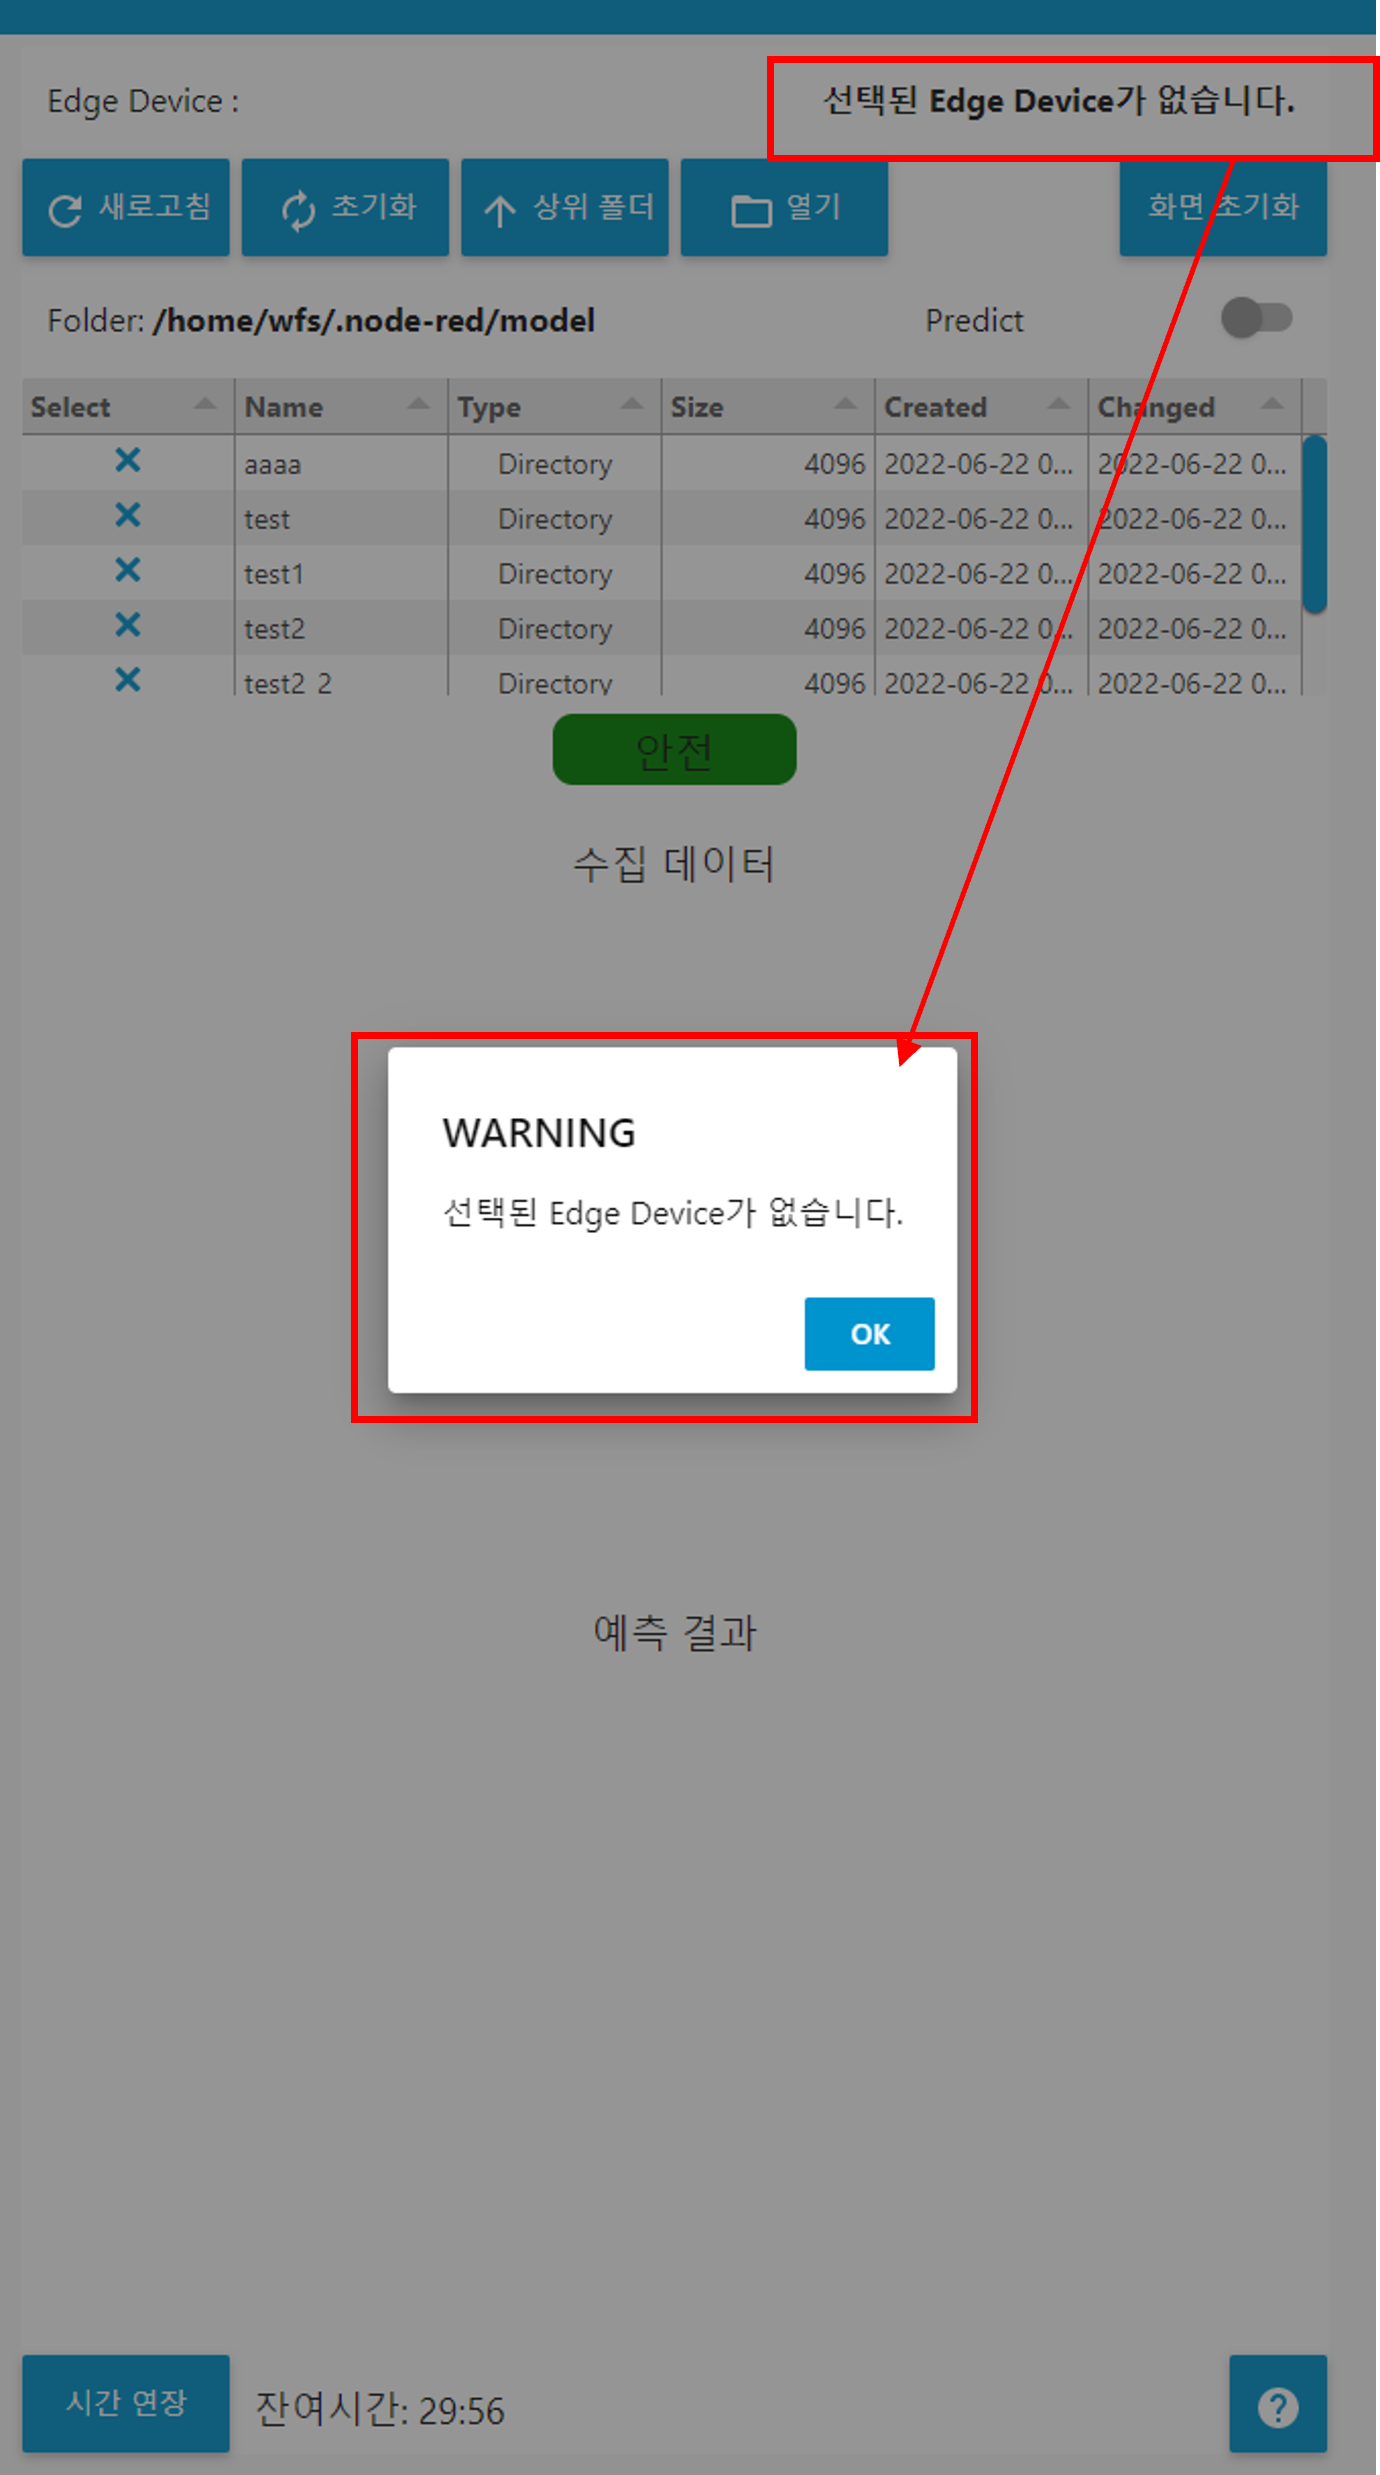 Edge Device : 선택된 Edge Device가 없습니다.
새로고침 초기화 상위 폴더 열기 화면 초기화
Folder: /home/wfs/.node-red/model Predict
Select Name Type Size Created Changed
aaaa Directory 4096 2022-06-22 0... 2022-06-22 0...
test Directory 4096 2022-06-22 0... 2022-06-22 0...
test1 Directory 4096 2022-06-22 0... 2022-06-22 0...
test2 Directory 4096 2022-06-22 0... 2022-06-22 0...
test2_2 Directory 4096 2022-06-22 0... 2022-06-22 0...
안전
수집 데이터
WARNING
선택된 Edge Device가 없습니다.
OK
예측 결과
시간 연장 잔여시간: 29:56